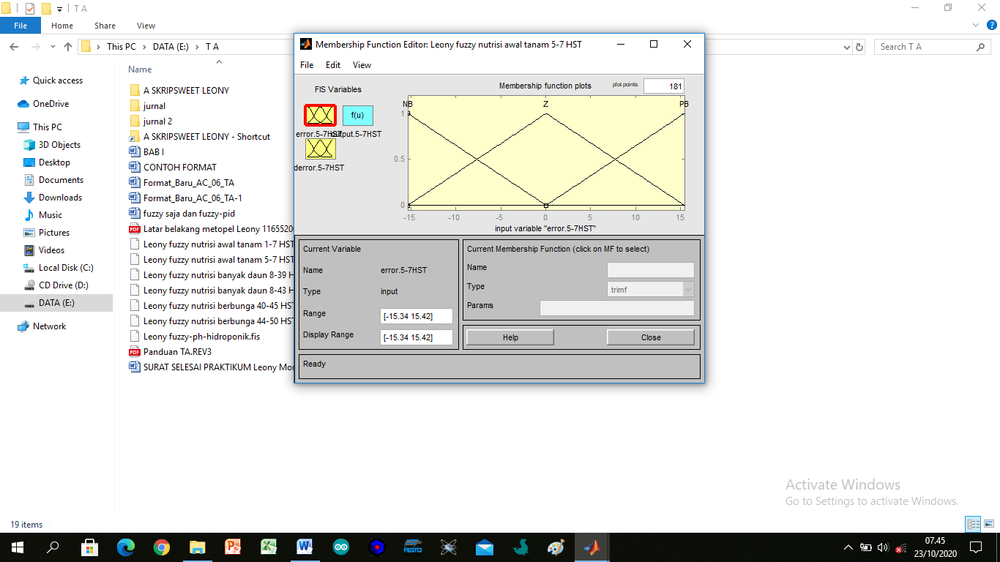 T A
File Home Share View
This PC DATA (E:) T A
Search T A
Quick access
OneDrive
This PC
3D Objects
Desktop
Documents
Downloads
Music
Pictures
Videos
Local Disk (C:)
CD Drive (D:)
DATA (E:)
Network
Name
A SKRIPSWEET LEONY
jurnal
jurnal 2
A SKRIPSWEET LEONY - Shortcut
BAB I
CONTOH FORMAT
Format_Baru_AC_06_TA
Format_Baru_AC_06_TA-1
fuzzy saja dan fuzzy-pid
Latar belakang metopel Leony 1165520
Leony fuzzy nutrisi awal tanam 1-7 HST
Leony fuzzy nutrisi awal tanam 5-7 HST
Leony fuzzy nutrisi banyak daun 8-39 H
Leony fuzzy nutrisi banyak daun 8-43 H
Leony fuzzy nutrisi berbunga 40-45 HST
Leony fuzzy nutrisi berbunga 44-50 HST
Leony fuzzy-ph-hidroponik.fis
Panduan TA.REV3
SURAT SELESAI PRAKTIKUM Leony Mor
Membership Function Editor: Leony fuzzy nutrisi awal tanam 5-7 HST
File Edit View
FIS Variables
f(u)
error.5-7HST output.5-7HST
derror.5-7HST
Membership function plots
plot points: 181
NB Z PB
1
0.5
0
-15 -10 -5 0 5 10 15
input variable "error.5-7HST"
Current Variable
Name error.5-7HST
Type input
Range [-15.34 15.42]
Display Range [-15.34 15.42]
Current Membership Function (click on MF to select)
Name
Type trimf
Params
Help Close
Ready
Activate Windows
Go to Settings to activate Windows.
19 items
FESTO
07.45
23/10/2020